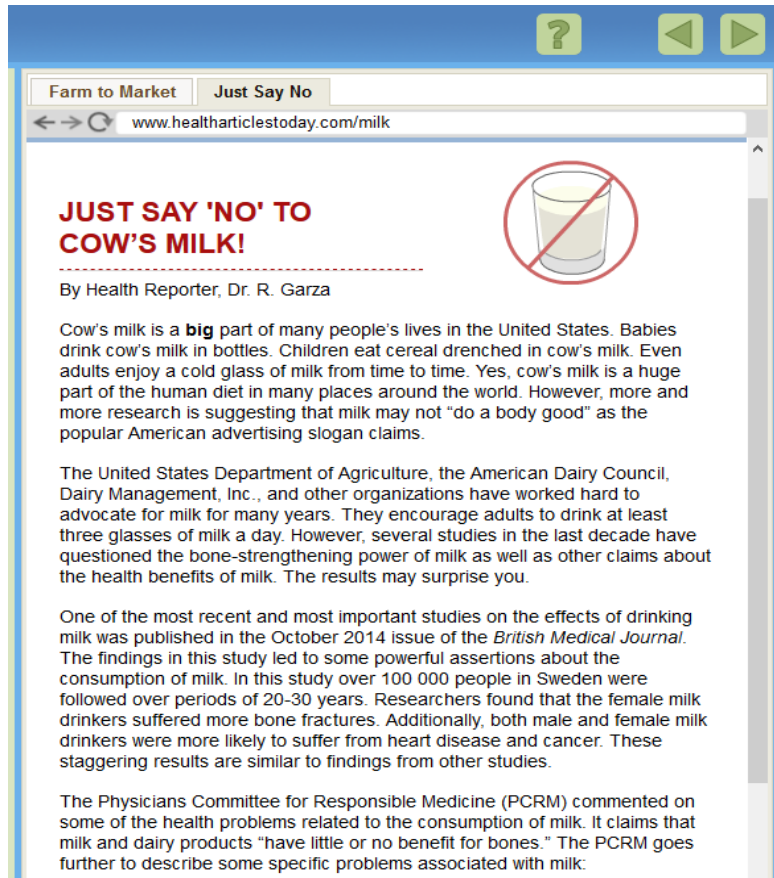 ?
Farm to Market
Just Say No
www.healtharticlestoday.com/milk
JUST SAY 'NO' TO
COW'S MILK!
By Health Reporter, Dr. R. Garza
Cow's milk is a big part of many people's lives in the United States. Babies
drink cow's milk in bottles. Children eat cereal drenched in cow's milk. Even
adults enjoy a cold glass of milk from time to time. Yes, cow's milk is a huge
part of the human diet in many places around the world. However, more and
more research is suggesting that milk may not “do a body good” as the
popular American advertising slogan claims.
The United States Department of Agriculture, the American Dairy Council,
Dairy Management, Inc., and other organizations have worked hard to
advocate for milk for many years. They encourage adults to drink at least
three glasses of milk a day. However, several studies in the last decade have
questioned the bone-strengthening power of milk as well as other claims about
the health benefits of milk. The results may surprise you.
One of the most recent and most important studies on the effects of drinking
milk was published in the October 2014 issue of the British Medical Journal.
The findings in this study led to some powerful assertions about the
consumption of milk. In this study over 100 000 people in Sweden were
followed over periods of 20-30 years. Researchers found that the female milk
drinkers suffered more bone fractures. Additionally, both male and female milk
drinkers were more likely to suffer from heart disease and cancer. These
staggering results are similar to findings from other studies.
The Physicians Committee for Responsible Medicine (PCRM) commented on
some of the health problems related to the consumption of milk. It claims that
milk and dairy products “have little or no benefit for bones.” The PCRM goes
further to describe some specific problems associated with milk: